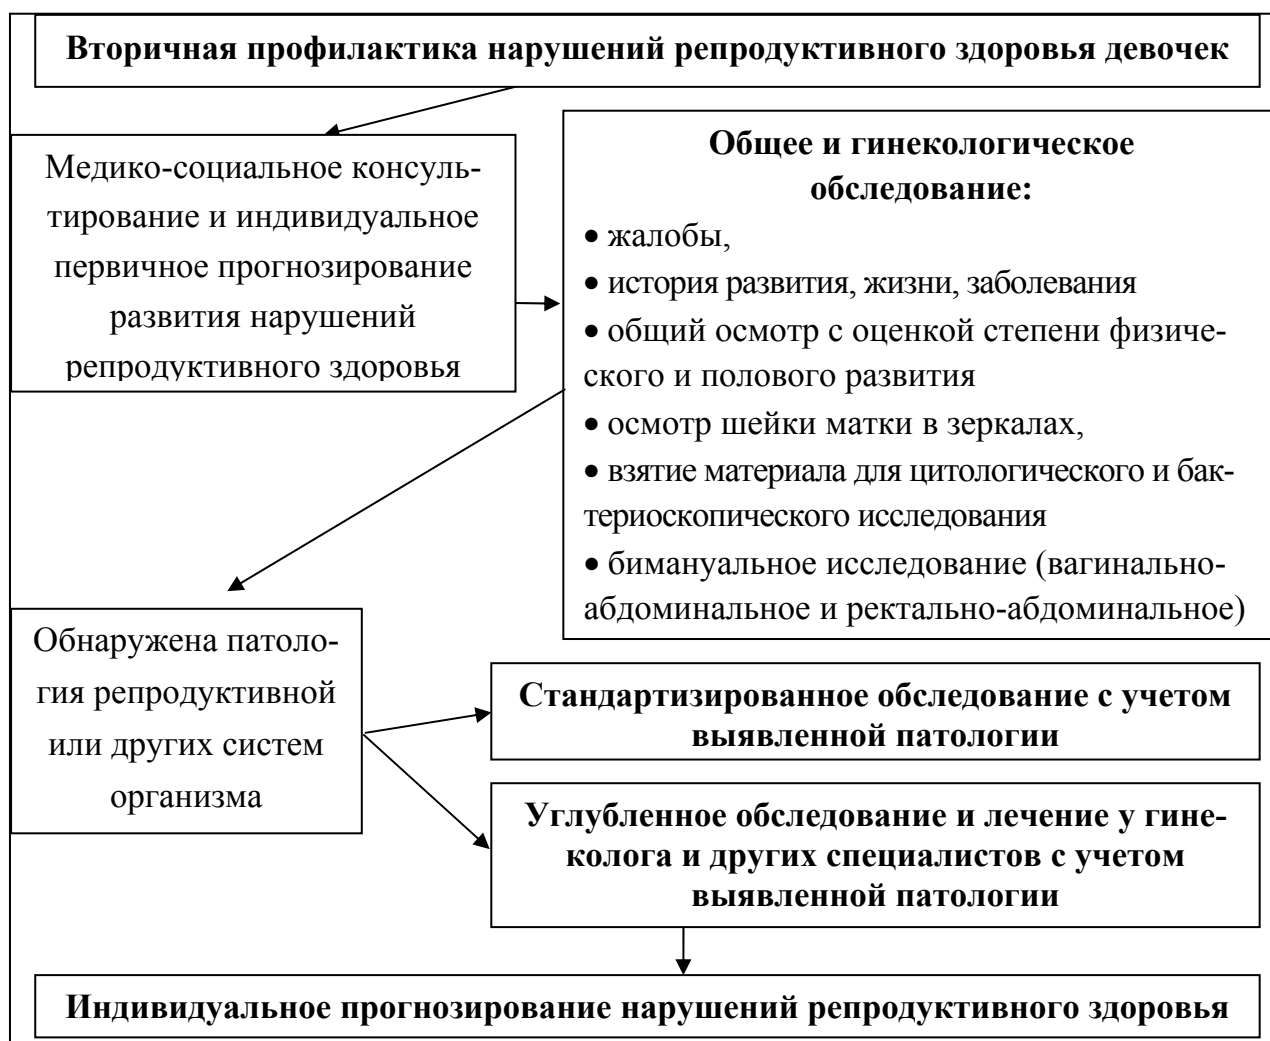 Вторичная профилактика нарушений репродуктивного здоровья девочек
Медико-социальное консуль-
тирование и индивидуальное
первичное прогнозирование
развития нарушений
репродуктивного здоровья
Общее и гинекологическое
обследование:
• жалобы,
• история развития, жизни, заболевания
• общий осмотр с оценкой степени физиче-
ского и полового развития
• осмотр шейки матки в зеркалах,
• взятие материала для цитологического и бак-
териоскопического исследования
• бимануальное исследование (вагинально-
абдоминальное и ректально-абдоминальное)
Обнаружена патоло-
гия репродуктивной
или других систем
организма
Стандартизированное обследование с учетом
выявленной патологии
Углубленное обследование и лечение у гине-
колога и других специалистов с учетом
выявленной патологии
Индивидуальное прогнозирование нарушений репродуктивного здоровья